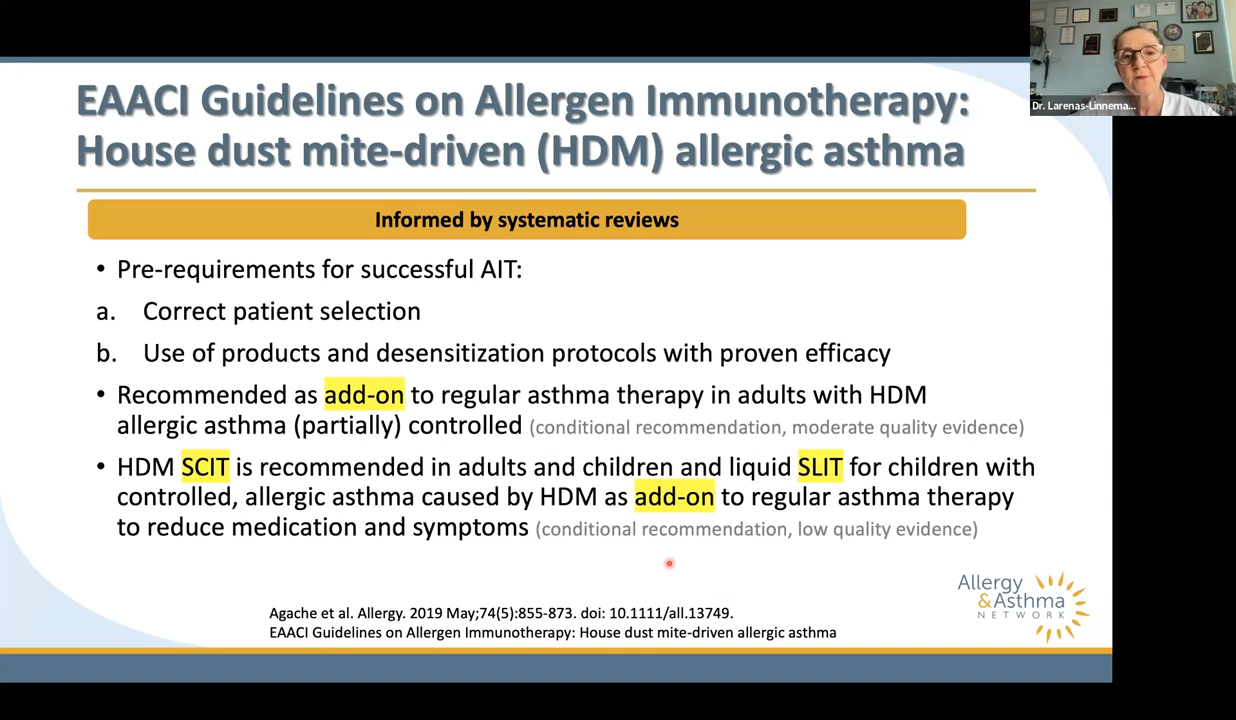 Dr. Larenas-Linnema...
EAACI Guidelines on Allergen Immunotherapy:
House dust mite-driven (HDM) allergic asthma
Informed by systematic reviews
• Pre-requirements for successful AIT:
a. Correct patient selection
b. Use of products and desensitization protocols with proven efficacy
• Recommended as add-on to regular asthma therapy in adults with HDM
allergic asthma (partially) controlled (conditional recommendation, moderate quality evidence)
• HDM SCIT is recommended in adults and children and liquid SLIT for children with
controlled, allergic asthma caused by HDM as add-on to regular asthma therapy
to reduce medication and symptoms (conditional recommendation, low quality evidence)
Agache et al. Allergy. 2019 May;74(5):855-873. doi: 10.1111/all.13749.
EAACI Guidelines on Allergen Immunotherapy: House dust mite-driven allergic asthma
Allergy
&Asthma
NETWORK